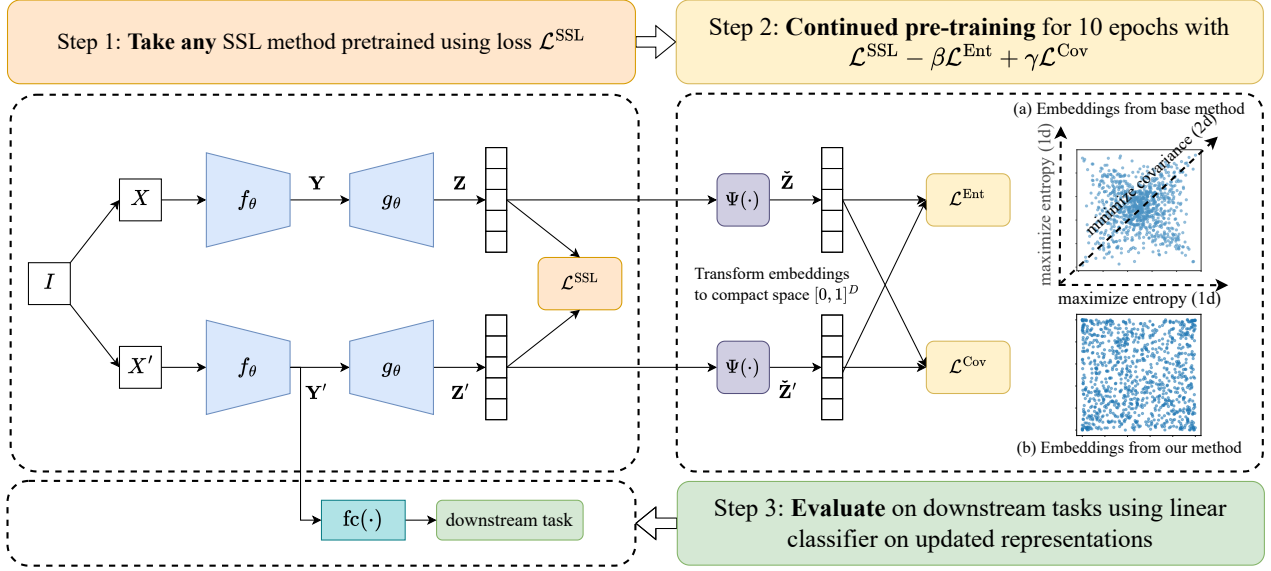 Step 1: Take any SSL method pretrained using loss ℒ^SSL
Step 2: Continued pre-training for 10 epochs with
ℒ^SSL − βℒ^Ent + γℒ^Cov
I
X
f_θ
Y
g_θ
Z
X′
f_θ
Y′
g_θ
Z′
ℒ^SSL
Ψ(·)
Ž
Transform embeddings
to compact space [0, 1]^D
Ψ(·)
Ž′
ℒ^Ent
ℒ^Cov
(a) Embeddings from base method
maximize entropy (1d)
minimize covariance (2d)
maximize entropy (1d)
(b) Embeddings from our method
fc(·)
downstream task
Step 3: Evaluate on downstream tasks using linear
classifier on updated representations